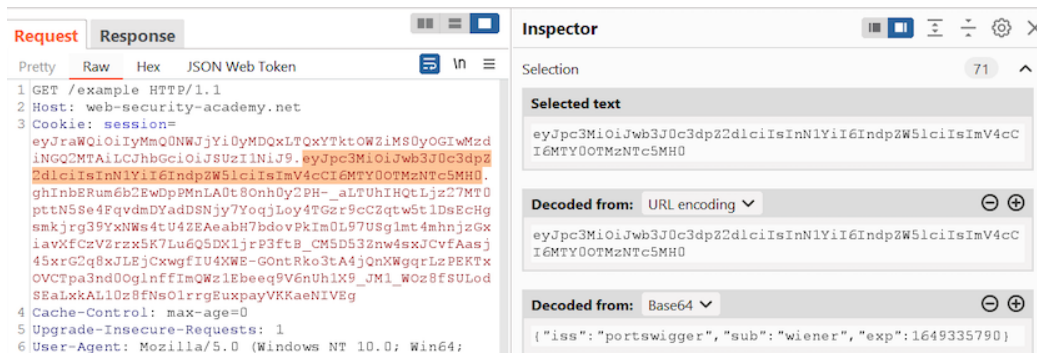 Request Response
Pretty Raw Hex JSON Web Token \n
1 GET /example HTTP/1.1
2 Host: web-security-academy.net
3 Cookie: session=
eyJraWQiOiIyMmQ0NWJjYi0yMDQxLTQxYTktOWZiMS0yOGIwMzd
iNGQ2MTAiLCJhbGciOiJSUzI1NiJ9.eyJpc3MiOiJwb3J0c3dpZ
2dlciIsInN1YiI6IndpZW5lciIsImV4cCI6MTY0OTMzNTc5MH0.
ghInbERum6b2EwDpPMnLA0t8Onh0y2PH-_aLTUhIHQtLjz27MT0
pttN5Se4FqvdmDYadDSNjy7YoqjLoy4TGzr9cCZqtw5t1DsEcHg
smkjrg39YxNWs4tU4ZEAeabH7bdovPkIm0L97USg1mt4mhnjzGx
iavXfCzVZrzx5K7Lu6Q5DX1jrP3ftB_CM5D53Znw4sxJCvfAasj
45xrG2q8xJLEjCxwgfIU4XWE-GOntRko3tA4jQnXWgqrLzPEKTx
OVCTpa3nd0OglnffImQWz1Ebeeq9V6nUh1X9_JM1_WOz8fSULod
SEaLxkAL10z8fNsO1rrgEuxpayVKKaeNIVEg
4 Cache-Control: max-age=0
5 Upgrade-Insecure-Requests: 1
6 User-Agent: Mozilla/5.0 (Windows NT 10.0; Win64;
Inspector
Selection 71
Selected text
eyJpc3MiOiJwb3J0c3dpZ2dlciIsInN1YiI6IndpZW5lciIsImV4cC
I6MTY0OTMzNTc5MH0
Decoded from: URL encoding
eyJpc3MiOiJwb3J0c3dpZ2dlciIsInN1YiI6IndpZW5lciIsImV4cC
I6MTY0OTMzNTc5MH0
Decoded from: Base64
{"iss":"portswigger","sub":"wiener","exp":1649335790}